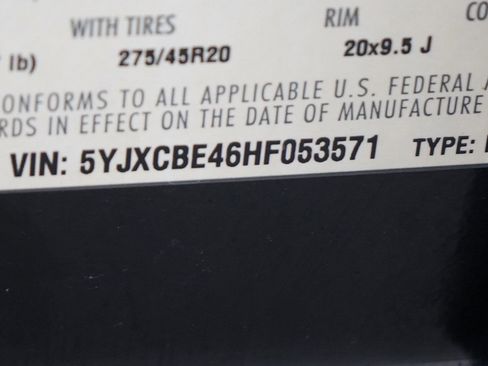 WITH TIRES RIM CO
lb) 275/45R20 20x9.5 J
ONFORMS TO ALL APPLICABLE U.S. FEDERAL
RDS IN EFFECT ON THE DATE OF MANUFACTURE
VIN: 5YJXCBE46HF053571 TYPE: